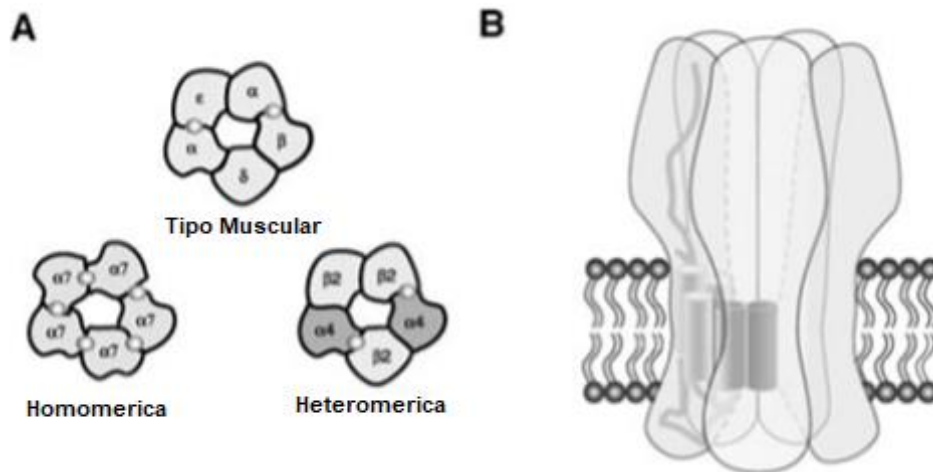 A
B
ε
α
α
β
δ
Tipo Muscular
α7
α7
α7
α7
α7
β2
β2
α4
α4
β2
Homomerica
Heteromerica